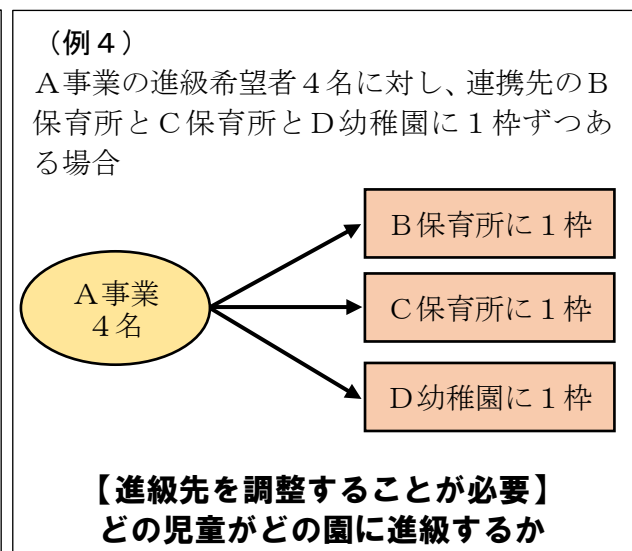 （例４）
Ａ事業の進級希望者４名に対し、連携先のＢ
保育所とＣ保育所とＤ幼稚園に１枠ずつあ
る場合
Ｂ保育所に１枠
Ａ事業
４名
Ｃ保育所に１枠
Ｄ幼稚園に１枠
【進級先を調整することが必要】
どの児童がどの園に進級するか